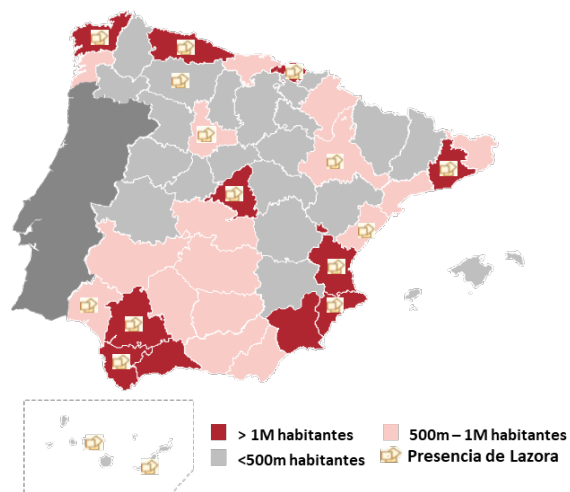 > 1M habitantes
500m – 1M habitantes
<500m habitantes
Presencia de Lazora